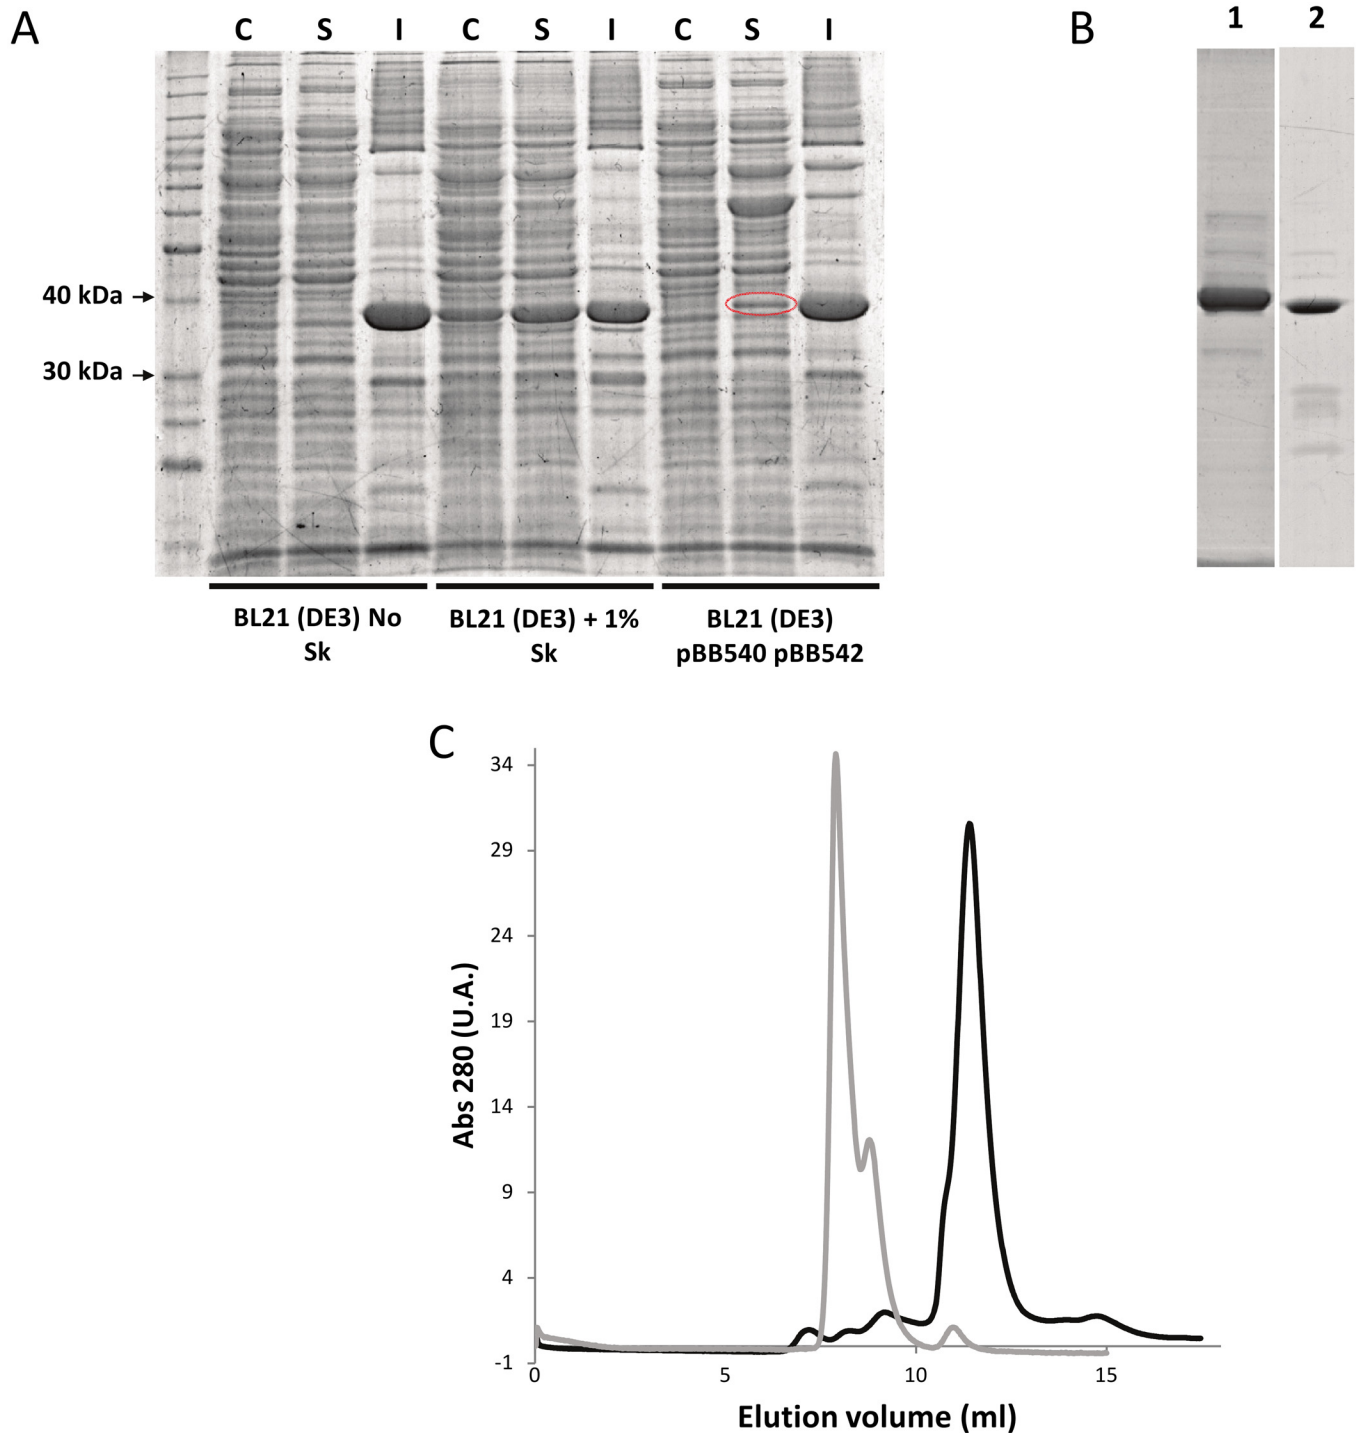 A
C S I C S I C S I
40 kDa
30 kDa
BL21 (DE3) No
Sk
BL21 (DE3) + 1%
Sk
BL21 (DE3)
pBB540 pBB542
B
1 2
C
34
29
24
19
14
9
4
-1
0 5 10 15
Abs 280 (U.A.)
Elution volume (ml)